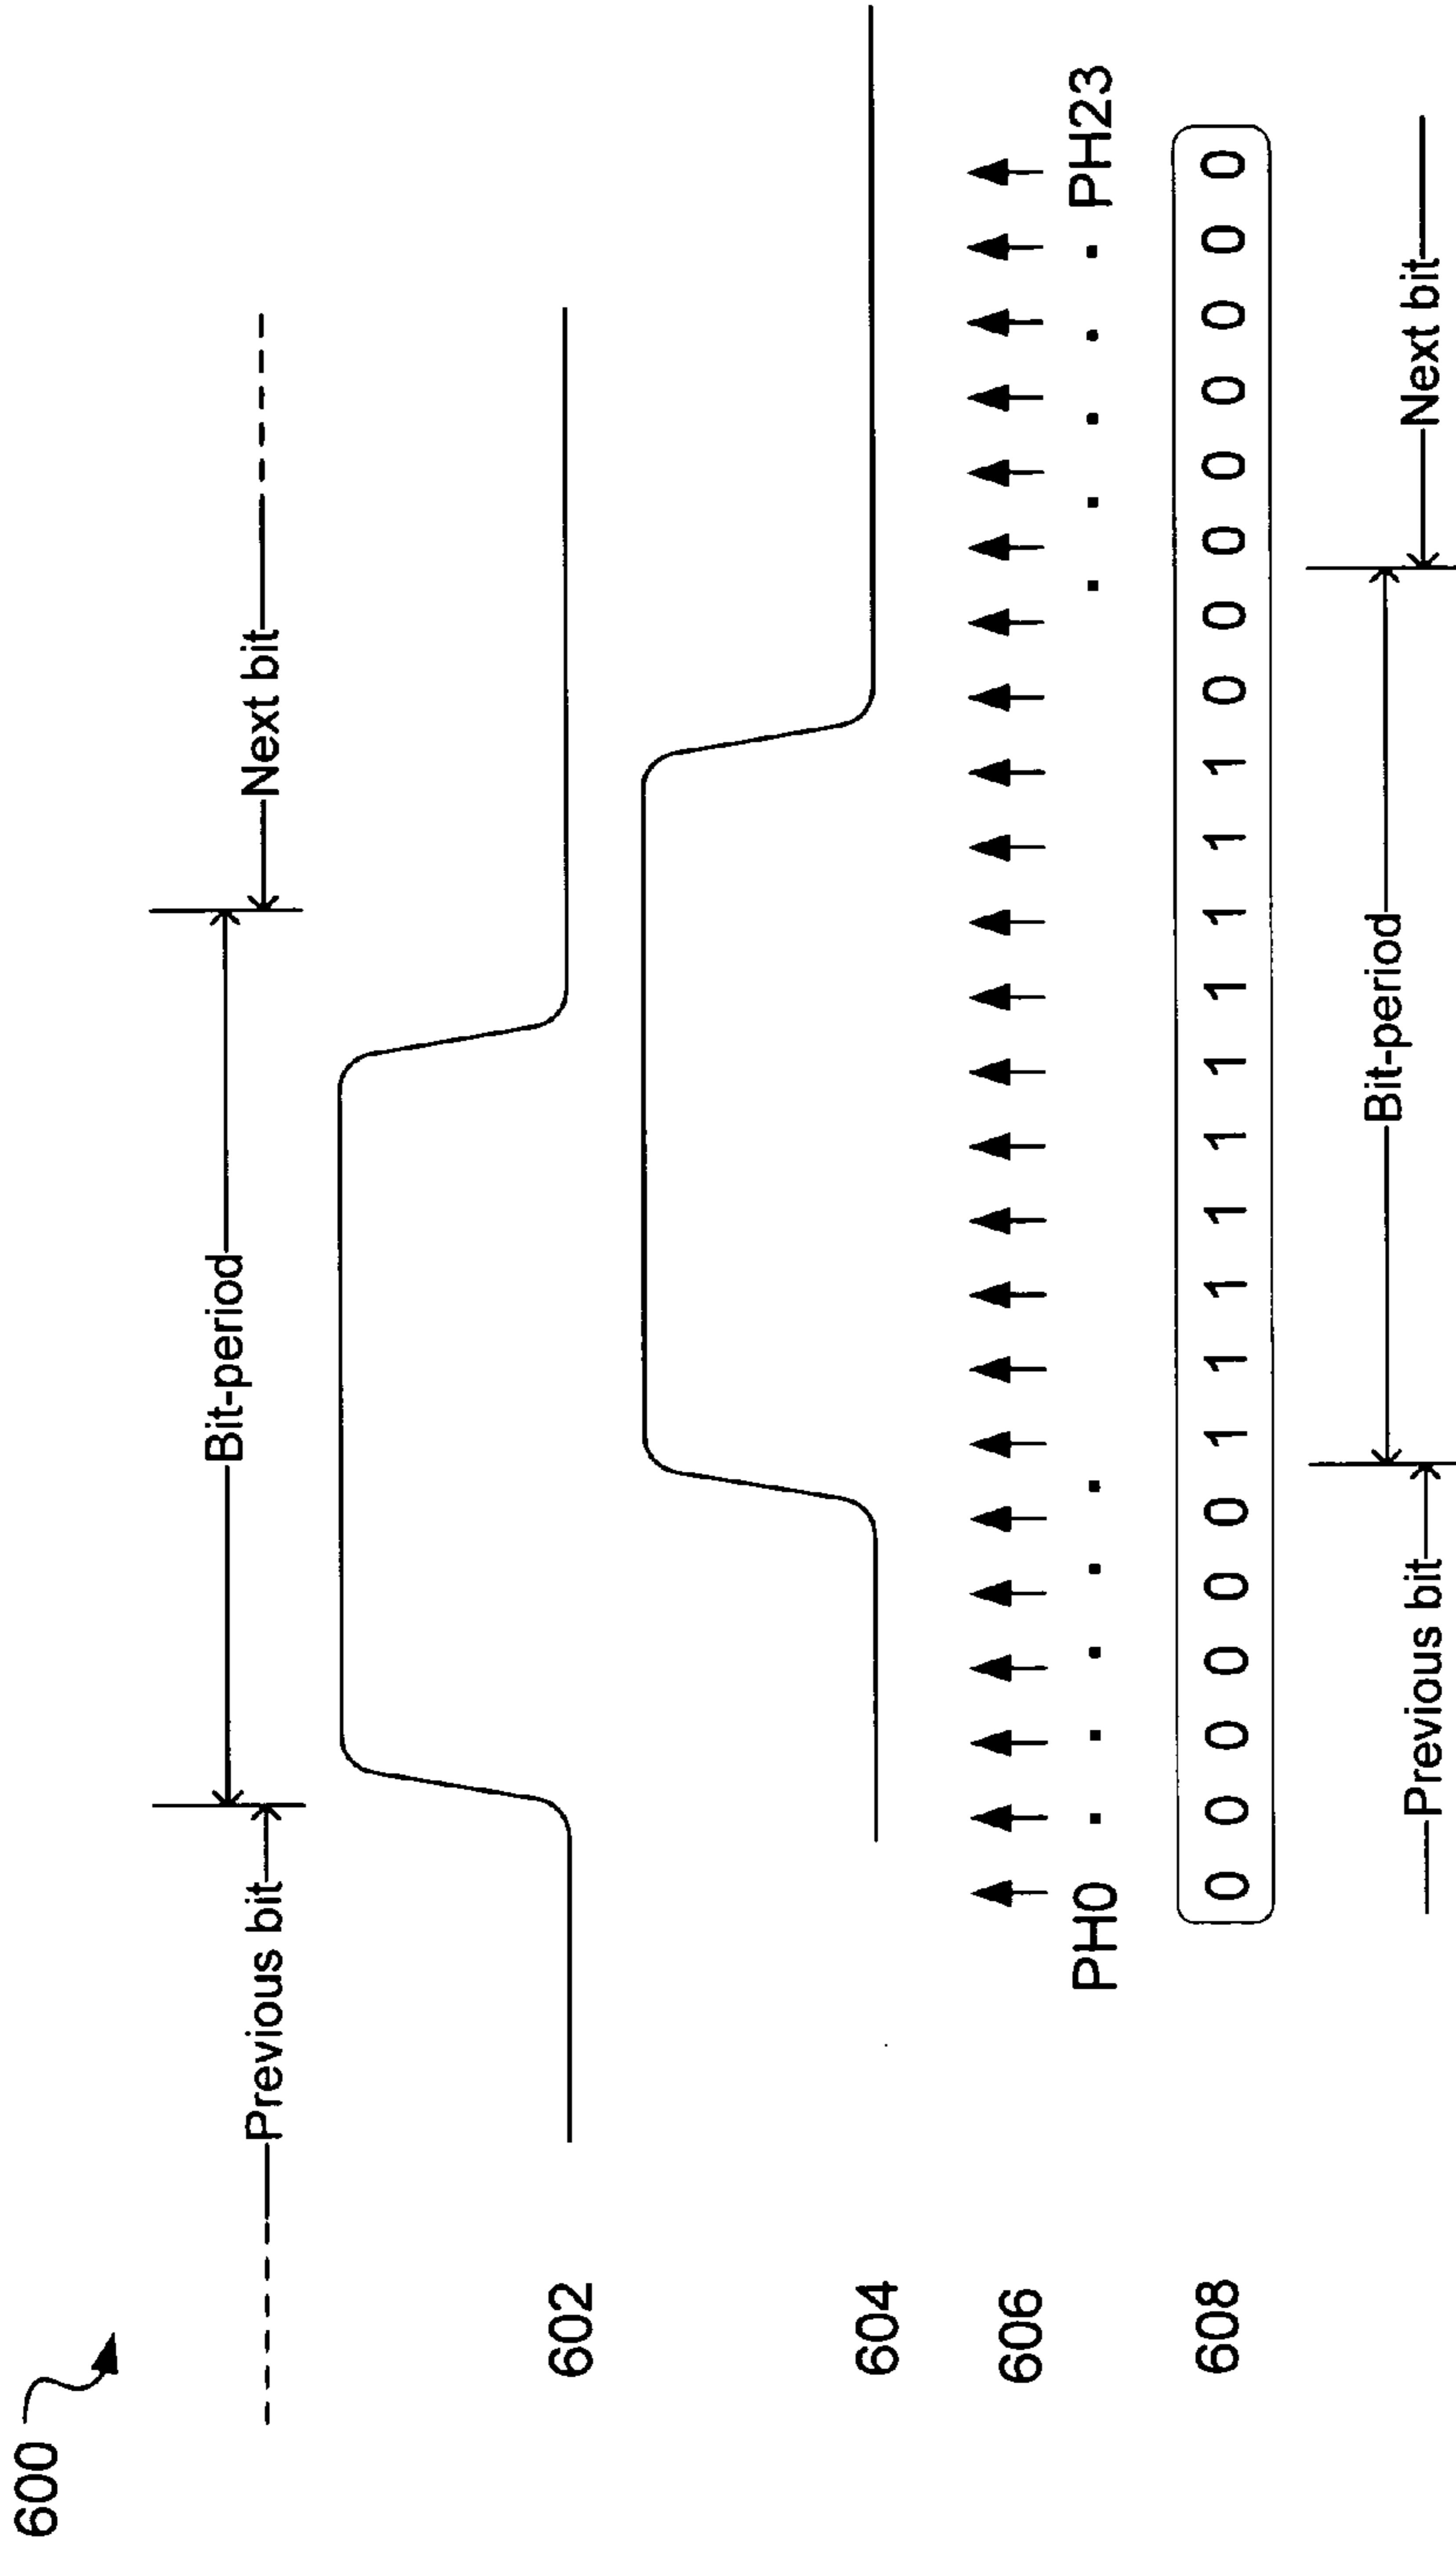 600
Bit-period
Previous bit Next bit
602
604
606
PH0 . . . . . . . . . . PH23
608 0 0 0 0 0 0 1 1 1 1 1 1 1 1 1 1 0 0 0 0 0 0 0 0
Bit-period
Previous bit Next bit